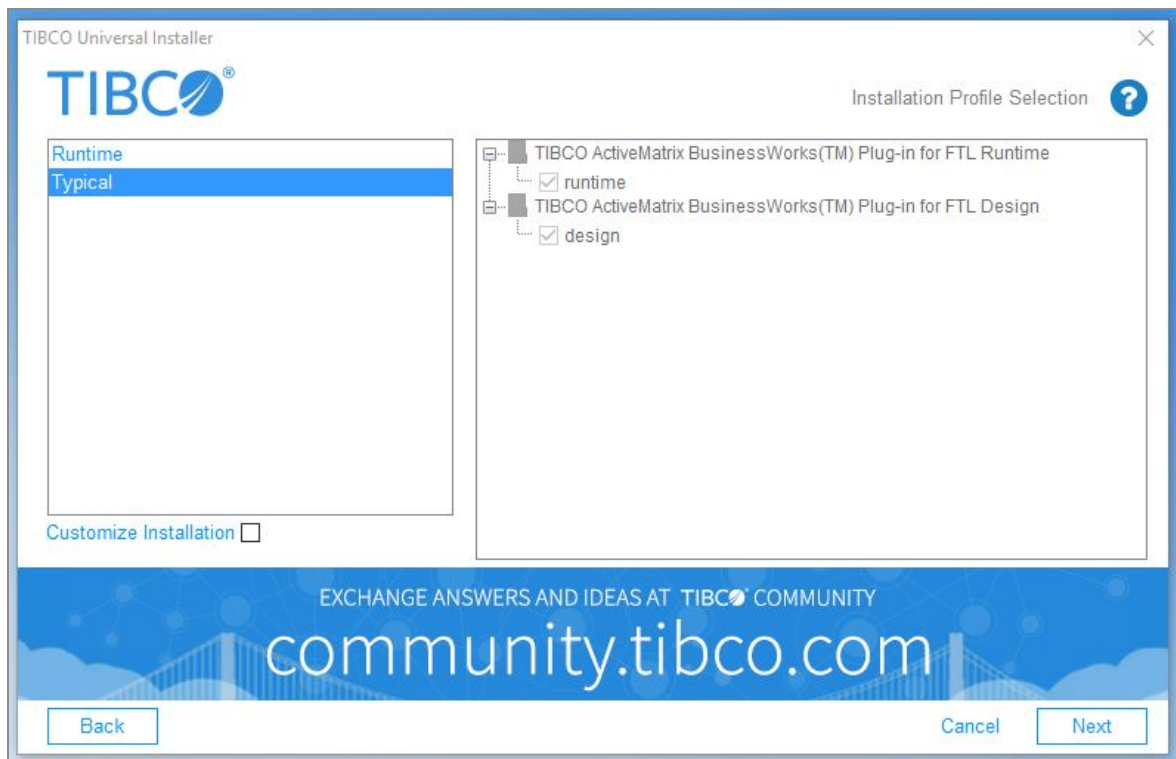 TIBCO Universal Installer
TIBCO®
Installation Profile Selection
?
Runtime
Typical
TIBCO ActiveMatrix BusinessWorks(TM) Plug-in for FTL Runtime
runtime
TIBCO ActiveMatrix BusinessWorks(TM) Plug-in for FTL Design
design
Customize Installation
EXCHANGE ANSWERS AND IDEAS AT TIBCO COMMUNITY
community.tibco.com
Back
Cancel
Next